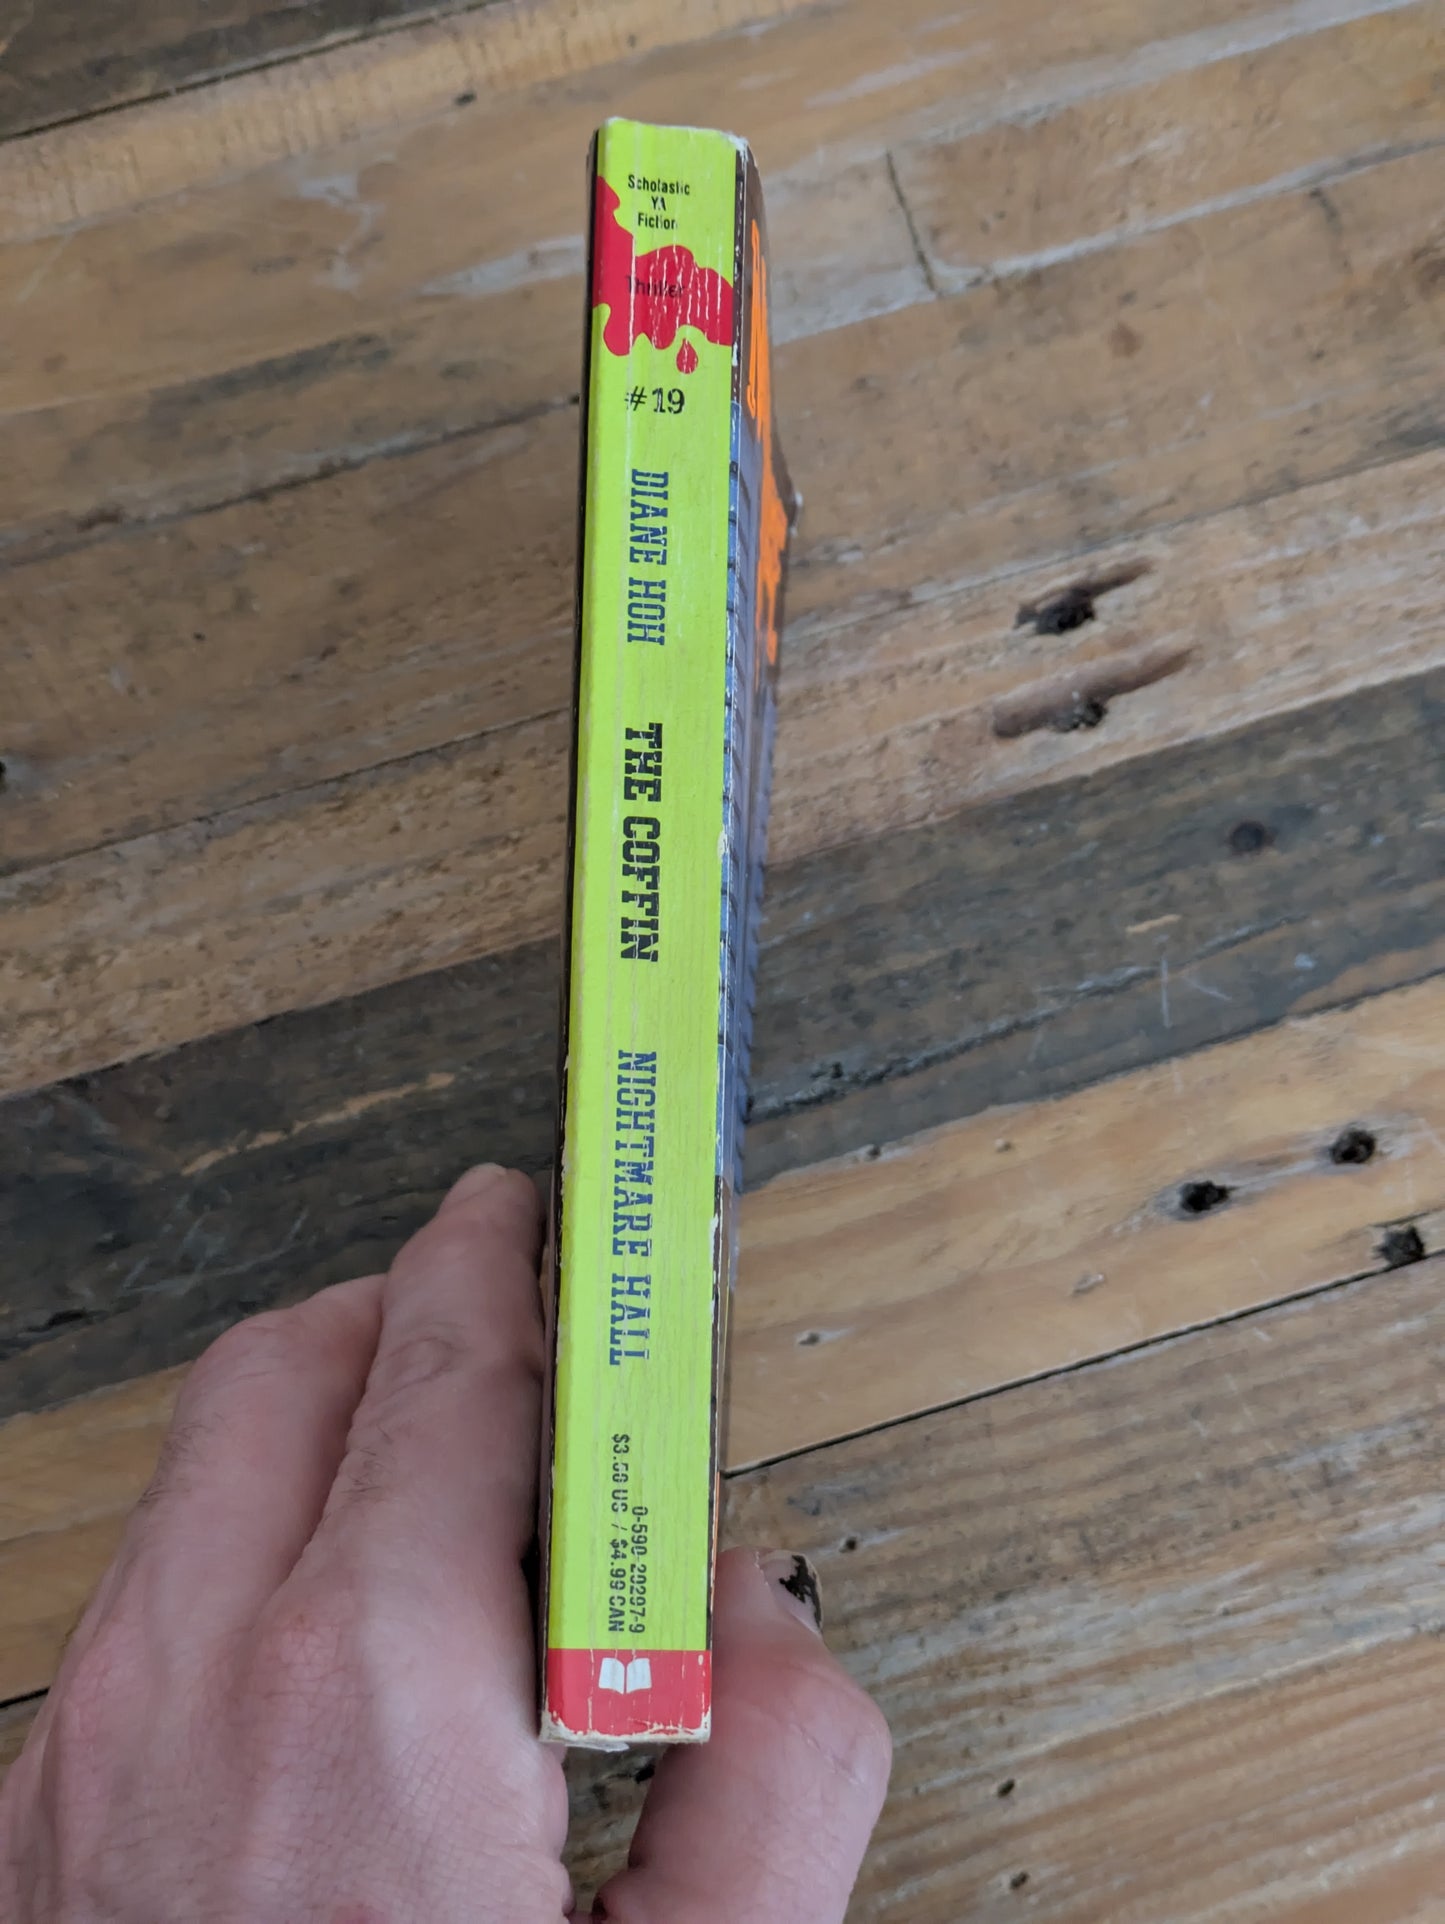 Scholastic
YA
Fiction
Thriller
#19
DIANE HOH
THE COFFIN
NIGHTMARE HALL
0-590-20297-9
$3.50 US / $4.99 CAN